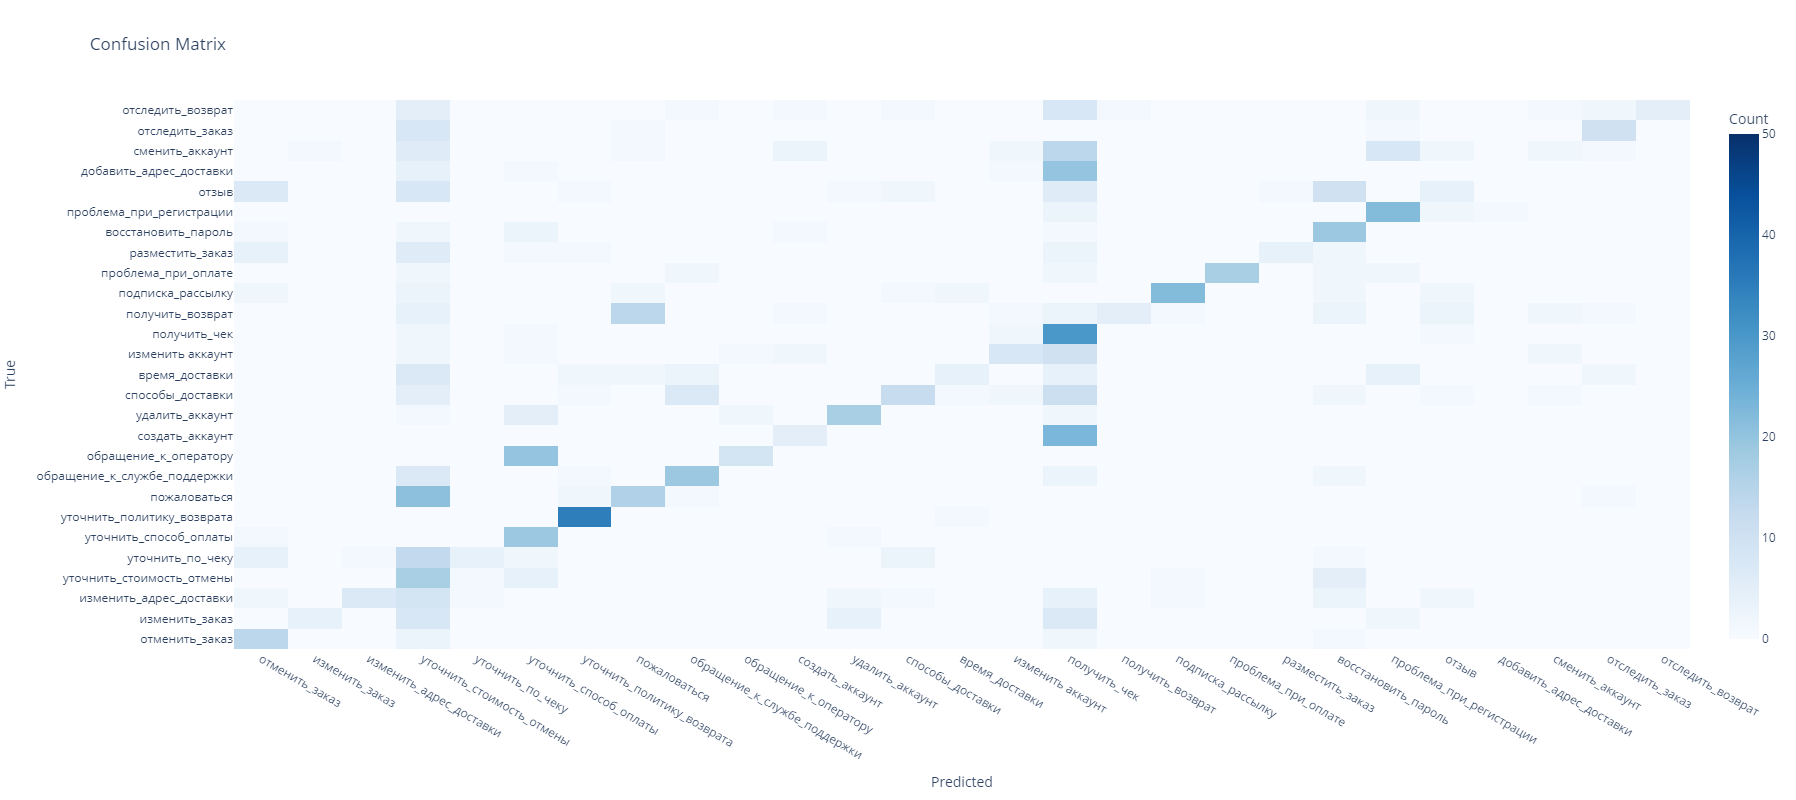 Confusion Matrix
Count
отследить_возврат
отследить_заказ
сменить_аккаунт
добавить_адрес_доставки
отзыв
проблема_при_регистрации
восстановить_пароль
разместить_заказ
проблема_при_оплате
подписка_рассылку
получить_возврат
получить_чек
изменить аккаунт
время_доставки
способы_доставки
удалить_аккаунт
создать_аккаунт
обращение_к_оператору
обращение_к_службе_поддержки
пожаловаться
уточнить_политику_возврата
уточнить_способ_оплаты
уточнить_по_чеку
уточнить_стоимость_отмены
изменить_адрес_доставки
изменить_заказ
отменить_заказ
True
50
40
30
20
10
0
отменить_заказ
изменить_заказ
изменить_адрес_доставки
уточнить_стоимость_отмены
уточнить_по_чеку
уточнить_способ_оплаты
уточнить_политику_возврата
пожаловаться
обращение_к_службе_поддержки
обращение_к_оператору
создать_аккаунт
удалить_аккаунт
способы_доставки
время_доставки
изменить аккаунт
получить_чек
получить_возврат
подписка_рассылку
проблема_при_оплате
разместить_заказ
восстановить_пароль
проблема_при_регистрации
отзыв
добавить_адрес_доставки
сменить_аккаунт
отследить_заказ
отследить_возврат
Predicted